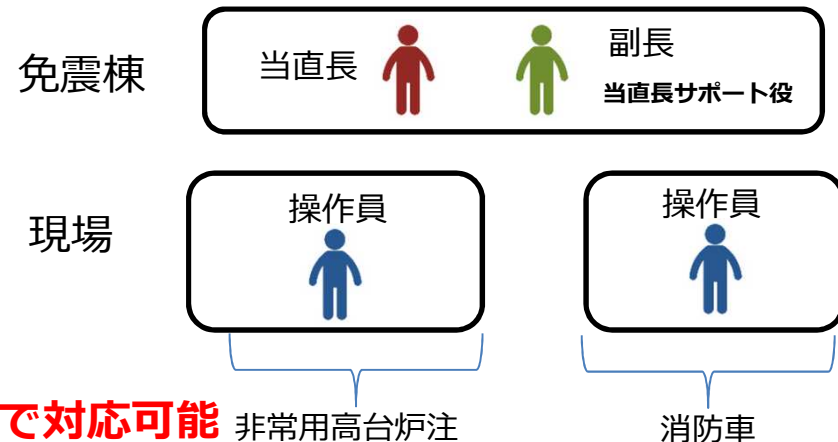 免震棟
当直長
副長
当直長サポート役
現場
操作員
操作員
で対応可能
非常用高台炉注
消防車